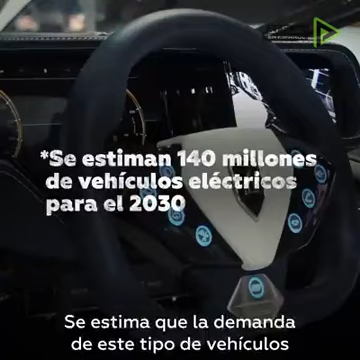 *Se estiman 140 millones
de vehículos eléctricos
para el 2030
Se estima que la demanda
de este tipo de vehículos